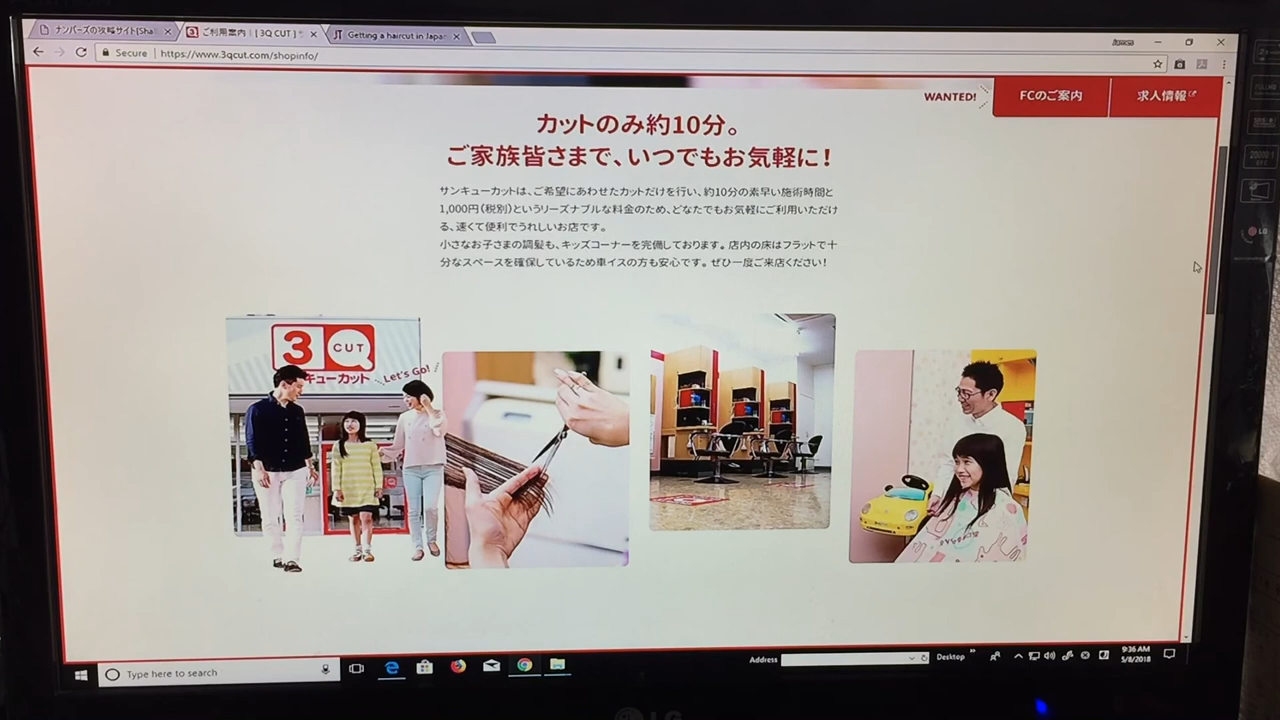 ナンバーズの攻略サイト[Sha
ご利用案内 | [ 3Q CUT ] サ
Getting a haircut in Japan
James
Secure
https://www.3qcut.com/shopinfo/
WANTED!
FCのご案内
求人情報
カットのみ約10分。
ご家族皆さまで、いつでもお気軽に!
サンキューカットは、ご希望にあわせたカットだけを行い、約10分の素早い施術時間と
1,000円(税別)というリーズナブルな料金のため、どなたでもお気軽にご利用いただけ
る、速くて便利でうれしいお店です。
小さなお子さまの調髪も、キッズコーナーを完備しております。店内の床はフラットで十
分なスペースを確保しているため車イスの方も安心です。ぜひ一度ご来店ください!
3 CUT
キューカット
Let's Go!
Type here to search
Address
Desktop
9:36 AM
5/8/2018
LG
LG